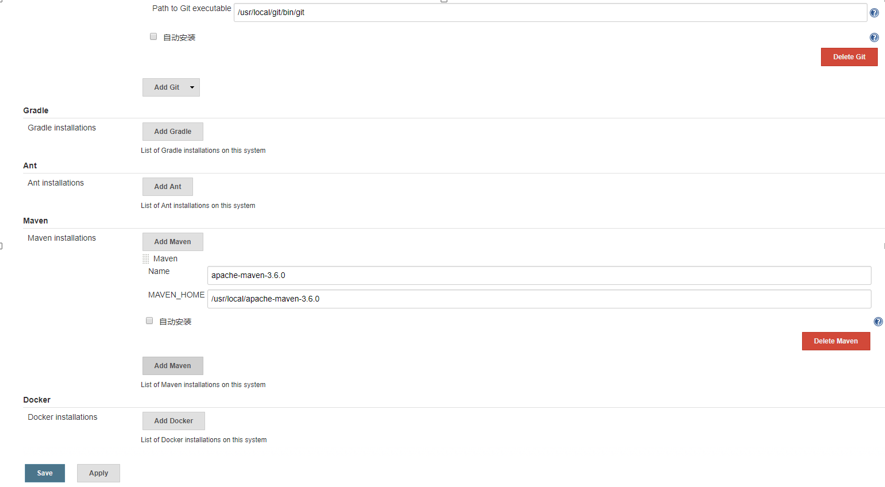 Path to Git executable /usr/local/git/bin/git
自动安装
Delete Git
Add Git
Gradle
Gradle installations Add Gradle
List of Gradle installations on this system
Ant
Ant installations Add Ant
List of Ant installations on this system
Maven
Maven installations Add Maven
Maven
Name apache-maven-3.6.0
MAVEN_HOME /usr/local/apache-maven-3.6.0
自动安装
Delete Maven
Add Maven
List of Maven installations on this system
Docker
Docker installations Add Docker
List of Docker installations on this system
Save Apply